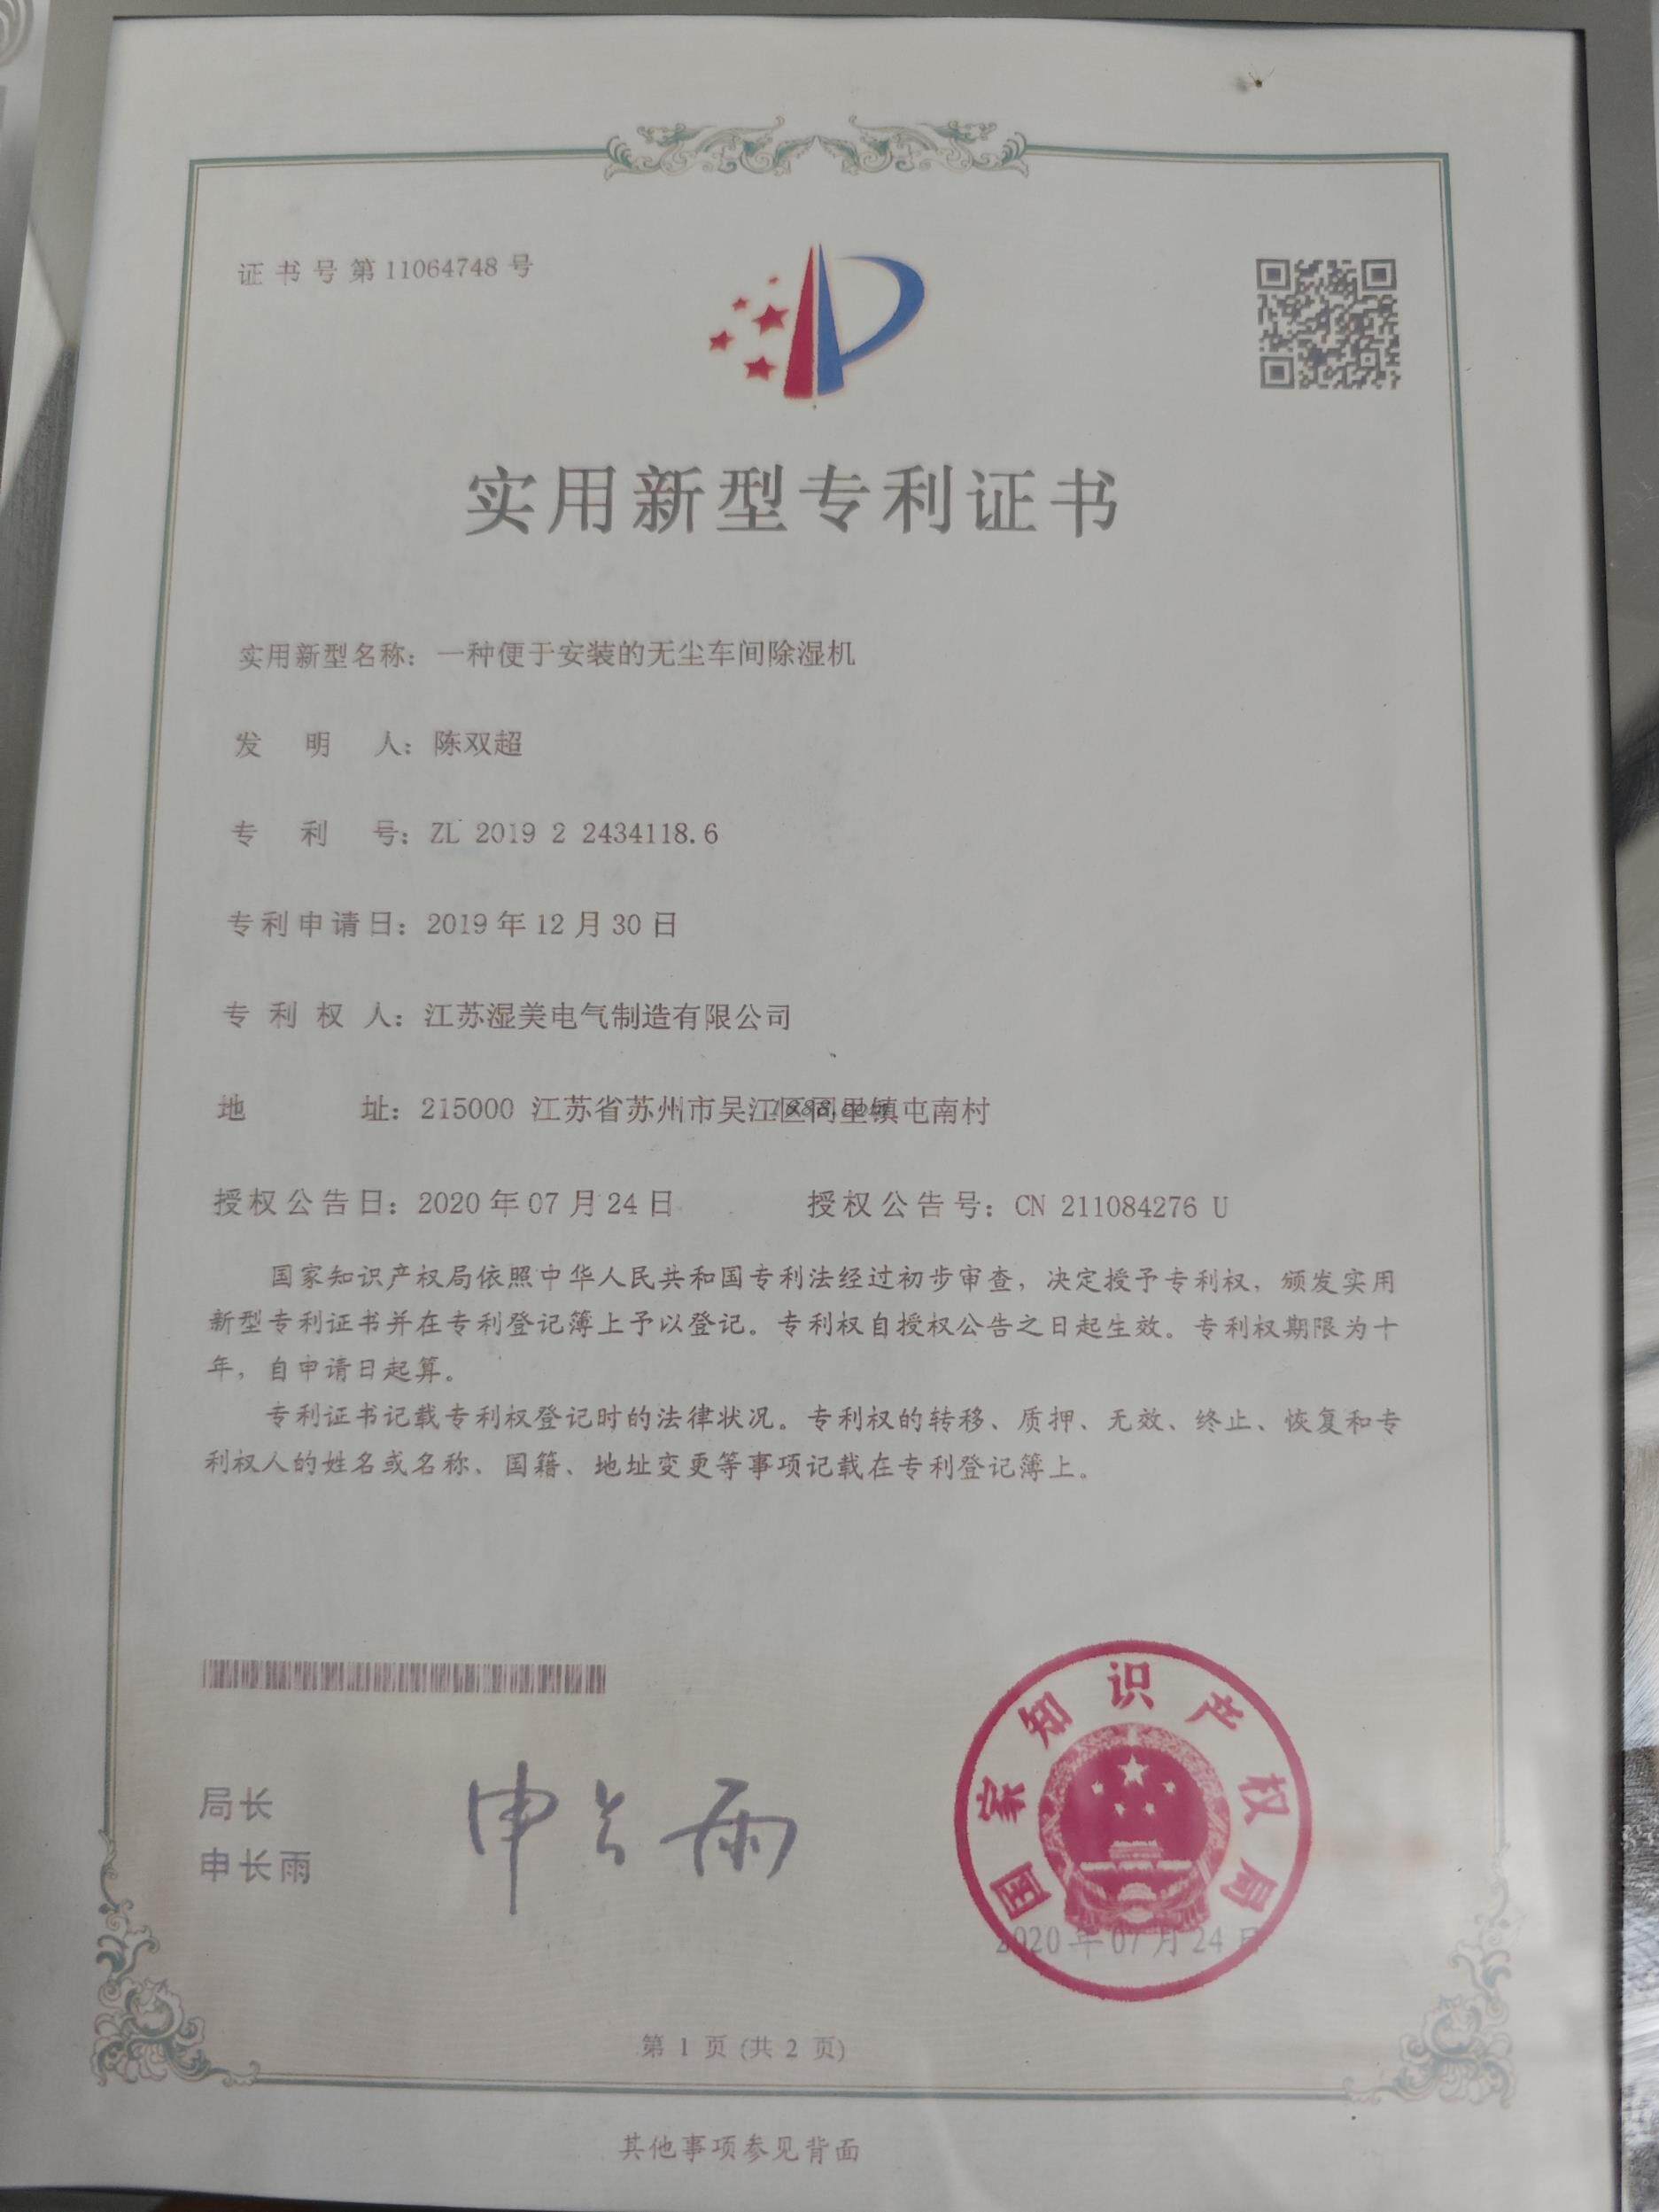 证书号第11064748号
实用新型专利证书
实用新型名称：一种便于安装的无尘车间除湿机
发明人：陈双超
专利号：ZL 2019 2 2434118.6
专利申请日：2019年12月30日
专利权人：江苏湿美电气制造有限公司
地址：215000 江苏省苏州市吴江区同里镇屯南村
授权公告日：2020年07月24日 授权公告号：CN 211084276 U
国家知识产权局依照中华人民共和国专利法经过初步审查，决定授予专利权，颁发实用
新型专利证书并在专利登记簿上予以登记。专利权自授权公告之日起生效。专利权期限为十
年，自申请日起算。
专利证书记载专利权登记时的法律状况。专利权的转移、质押、无效、终止、恢复和专
利权人的姓名或名称、国籍、地址变更等事项记载在专利登记簿上。
局长
申长雨
申长雨
国家知识产权局
2020年07月24日
第 1 页 (共 2 页)
其他事项参见背面